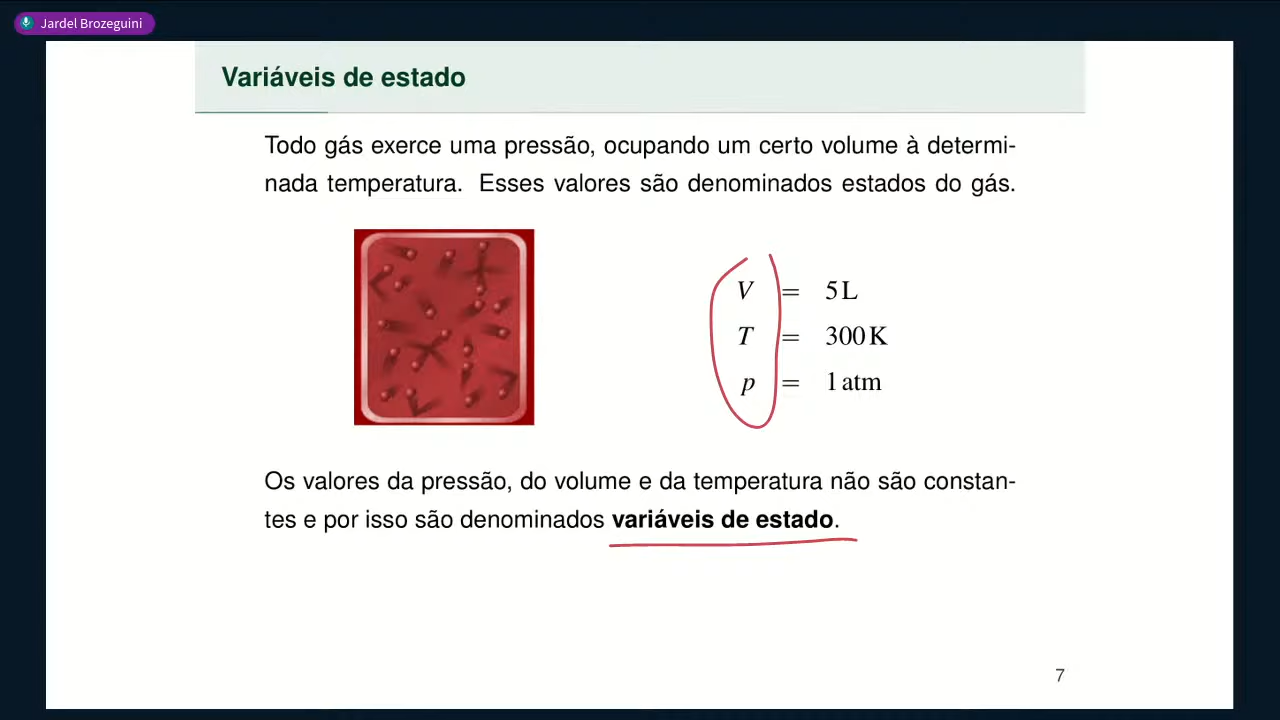 Jardel Brozeguini
Variáveis de estado
Todo gás exerce uma pressão, ocupando um certo volume à determi-
nada temperatura. Esses valores são denominados estados do gás.
V = 5 L
T = 300 K
p = 1 atm
Os valores da pressão, do volume e da temperatura não são constan-
tes e por isso são denominados variáveis de estado.
7